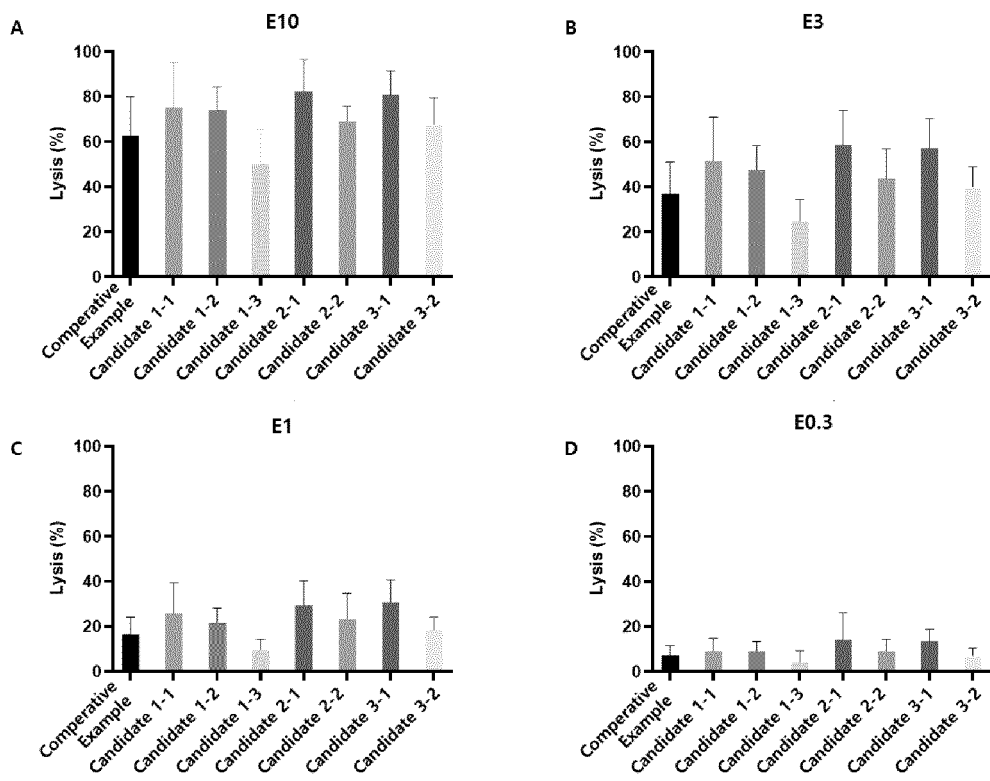 A
E10
Lysis (%)
100
80
60
40
20
0
Comperative
Example
Candidate 1-1
Candidate 1-2
Candidate 1-3
Candidate 2-1
Candidate 2-2
Candidate 3-1
Candidate 3-2
B
E3
Lysis (%)
100
80
60
40
20
0
Comperative
Example
Candidate 1-1
Candidate 1-2
Candidate 1-3
Candidate 2-1
Candidate 2-2
Candidate 3-1
Candidate 3-2
C
E1
Lysis (%)
100
80
60
40
20
0
Comperative
Example
Candidate 1-1
Candidate 1-2
Candidate 1-3
Candidate 2-1
Candidate 2-2
Candidate 3-1
Candidate 3-2
D
E0.3
Lysis (%)
100
80
60
40
20
0
Comperative
Example
Candidate 1-1
Candidate 1-2
Candidate 1-3
Candidate 2-1
Candidate 2-2
Candidate 3-1
Candidate 3-2